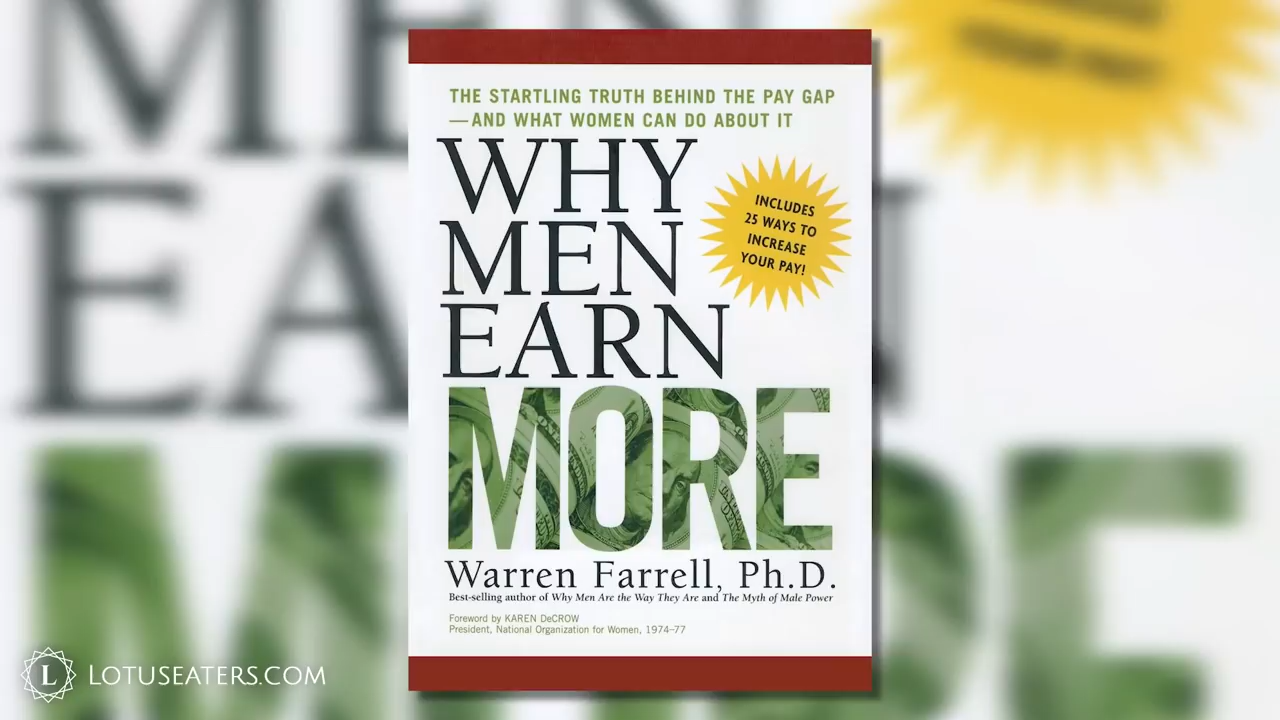 THE STARTLING TRUTH BEHIND THE PAY GAP
—AND WHAT WOMEN CAN DO ABOUT IT
WHY
MEN
EARN
MORE
INCLUDES
25 WAYS TO
INCREASE
YOUR PAY!
Warren Farrell, Ph.D.
Best-selling author of Why Men Are the Way They Are and The Myth of Male Power
Foreword by KAREN DeCROW
President, National Organization for Women, 1974–77
L LOTUSEATERS.COM